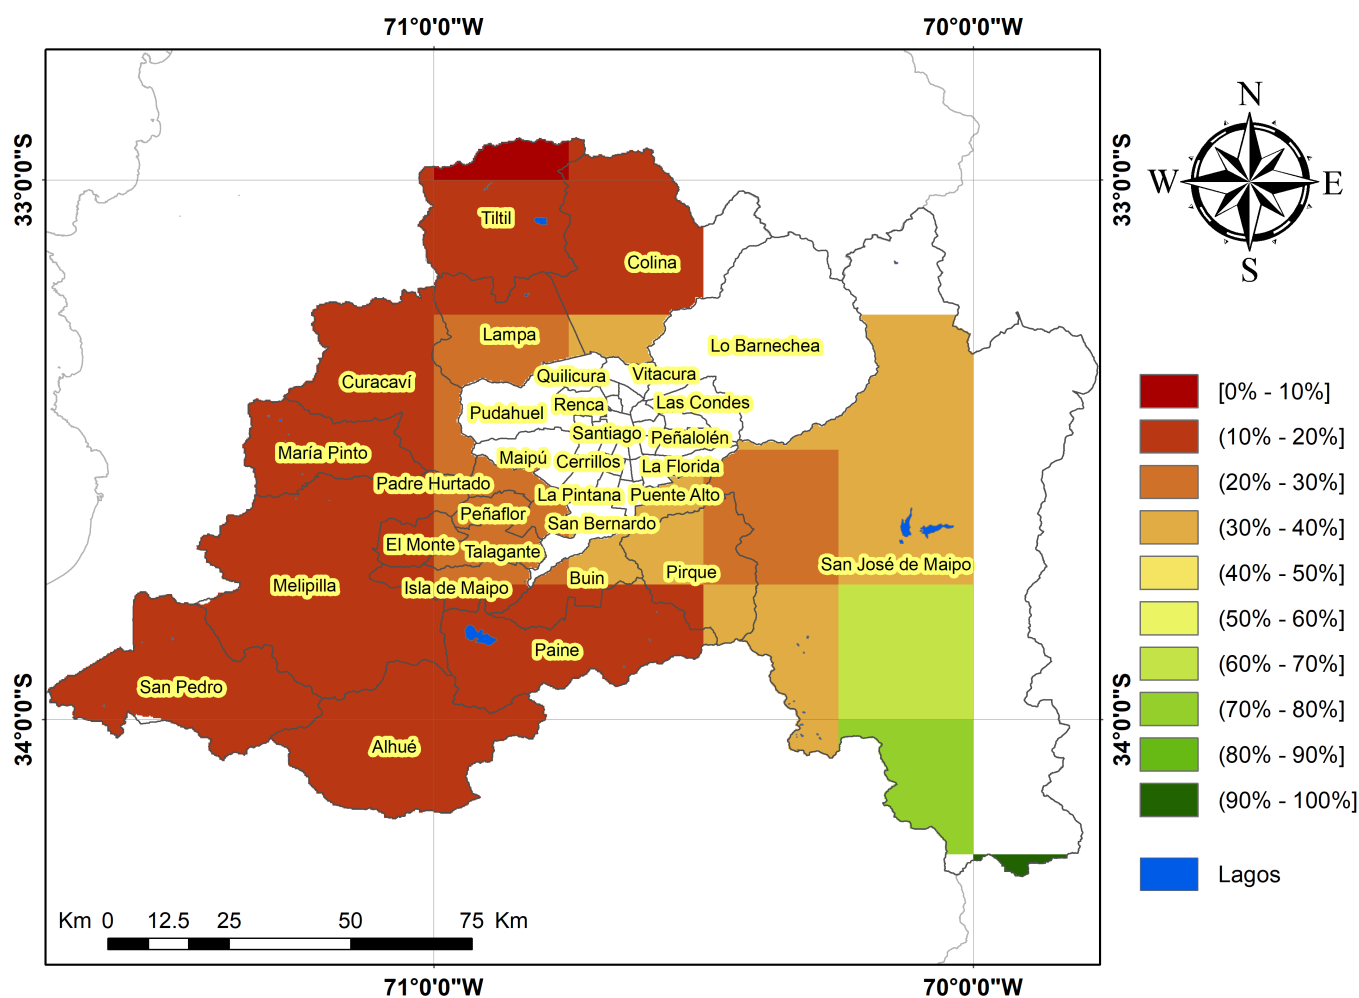 71°0'0"W 70°0'0"W
33°0'0"S
33°0'0"S
34°0'0"S
34°0'0"S
N
W E
S
Tiltil
Colina
Lampa
Lo Barnechea
Quilicura
Vitacura
Curacaví
Renca
Las Condes
Pudahuel
Santiago
Peñalolén
María Pinto
Maipú
Cerrillos
La Florida
Padre Hurtado
La Pintana
Puente Alto
Peñaflor
San Bernardo
El Monte
Talagante
San José de Maipo
Melipilla
Isla de Maipo
Buin
Pirque
Paine
San Pedro
Alhué
[0% - 10%]
(10% - 20%]
(20% - 30%]
(30% - 40%]
(40% - 50%]
(50% - 60%]
(60% - 70%]
(70% - 80%]
(80% - 90%]
(90% - 100%]
Lagos
Km 0 12.5 25 50 75 Km
71°0'0"W 70°0'0"W